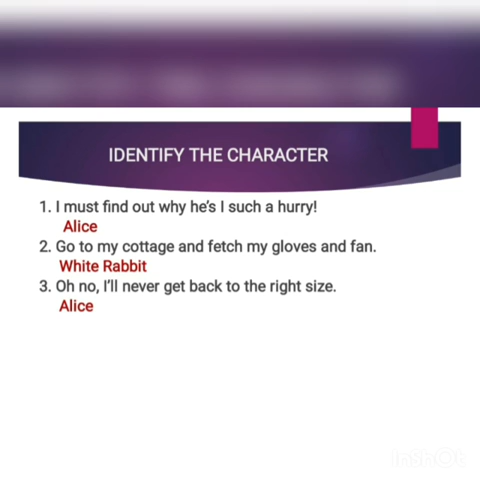 IDENTIFY THE CHARACTER
1. I must find out why he's I such a hurry!
Alice
2. Go to my cottage and fetch my gloves and fan.
White Rabbit
3. Oh no, I'll never get back to the right size.
Alice
InShOt